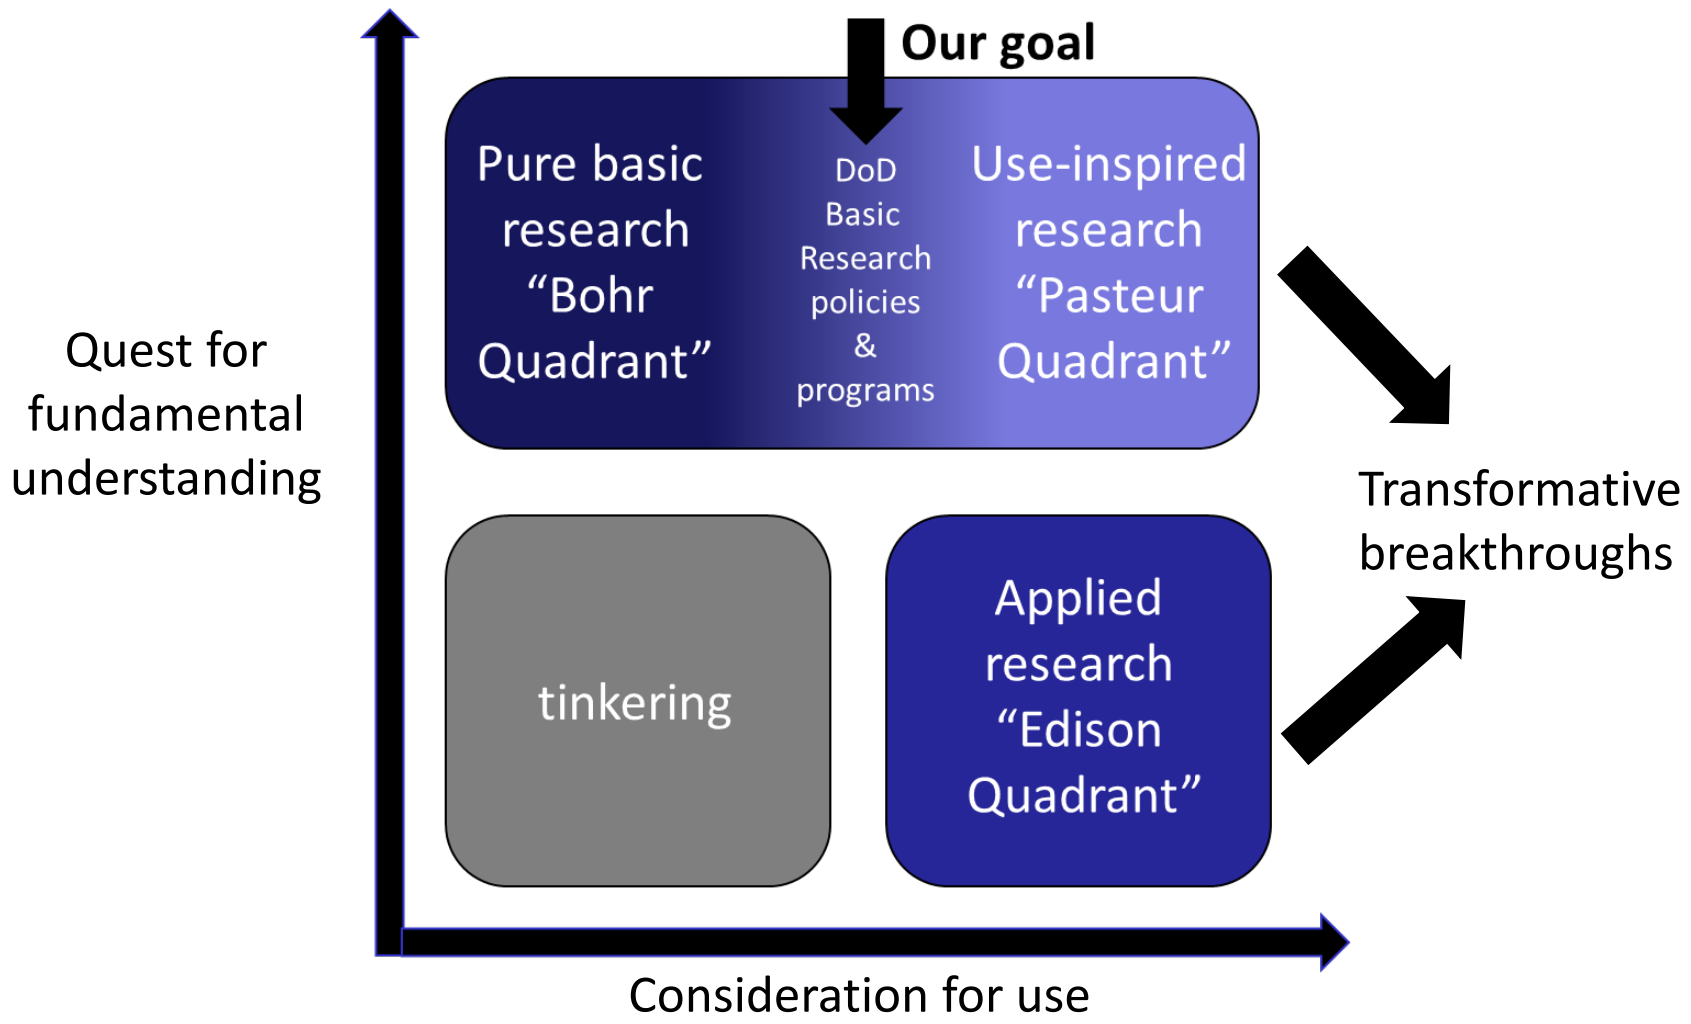 Our goal
Pure basic
research
“Bohr
Quadrant”
DoD
Basic
Research
policies
&
programs
Use-inspired
research
“Pasteur
Quadrant”
Quest for
fundamental
understanding
Transformative
breakthroughs
tinkering
Applied
research
“Edison
Quadrant”
Consideration for use